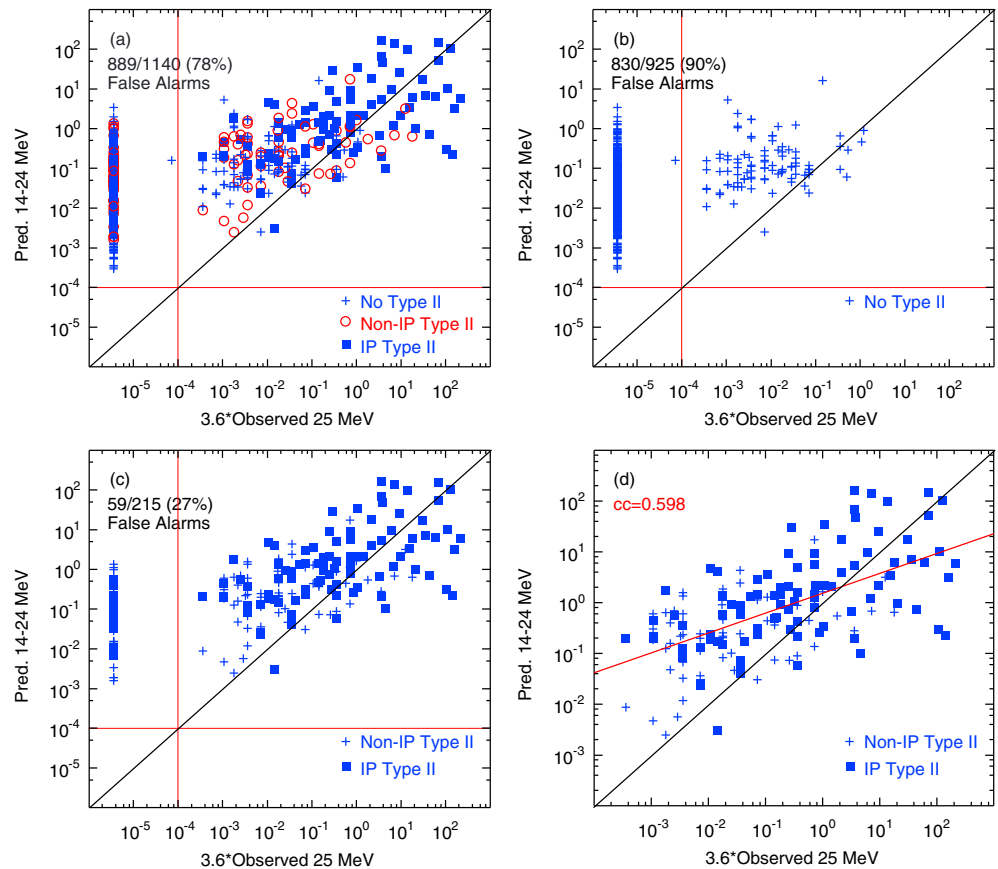 (a)
889/1140 (78%)
False Alarms
10² 10¹ 10⁰ 10⁻¹ 10⁻² 10⁻³ 10⁻⁴ 10⁻⁵
Pred. 14-24 MeV
+ No Type II
○ Non-IP Type II
■ IP Type II
10⁻⁵ 10⁻⁴ 10⁻³ 10⁻² 10⁻¹ 10⁰ 10¹ 10²
3.6*Observed 25 MeV
(b)
830/925 (90%)
False Alarms
10² 10¹ 10⁰ 10⁻¹ 10⁻² 10⁻³ 10⁻⁴ 10⁻⁵
Pred. 14-24 MeV
+ No Type II
10⁻⁵ 10⁻⁴ 10⁻³ 10⁻² 10⁻¹ 10⁰ 10¹ 10²
3.6*Observed 25 MeV
(c)
59/215 (27%)
False Alarms
10² 10¹ 10⁰ 10⁻¹ 10⁻² 10⁻³ 10⁻⁴ 10⁻⁵
Pred. 14-24 MeV
+ Non-IP Type II
■ IP Type II
10⁻⁵ 10⁻⁴ 10⁻³ 10⁻² 10⁻¹ 10⁰ 10¹ 10²
3.6*Observed 25 MeV
(d)
cc=0.598
10² 10¹ 10⁰ 10⁻¹ 10⁻² 10⁻³
Pred. 14-24 MeV
+ Non-IP Type II
■ IP Type II
10⁻³ 10⁻² 10⁻¹ 10⁰ 10¹ 10²
3.6*Observed 25 MeV